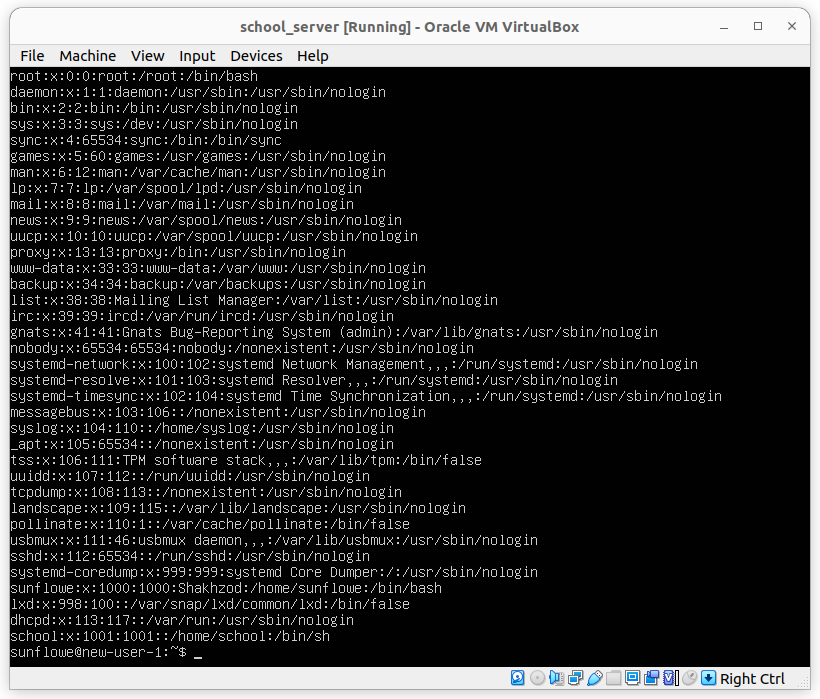 school_server [Running] - Oracle VM VirtualBox
File Machine View Input Devices Help
root:x:0:0:root:/root:/bin/bash
daemon:x:1:1:daemon:/usr/sbin:/usr/sbin/nologin
bin:x:2:2:bin:/bin:/usr/sbin/nologin
sys:x:3:3:sys:/dev:/usr/sbin/nologin
sync:x:4:65534:sync:/bin:/bin/sync
games:x:5:60:games:/usr/games:/usr/sbin/nologin
man:x:6:12:man:/var/cache/man:/usr/sbin/nologin
lp:x:7:7:lp:/var/spool/lpd:/usr/sbin/nologin
mail:x:8:8:mail:/var/mail:/usr/sbin/nologin
news:x:9:9:news:/var/spool/news:/usr/sbin/nologin
uucp:x:10:10:uucp:/var/spool/uucp:/usr/sbin/nologin
proxy:x:13:13:proxy:/bin:/usr/sbin/nologin
www-data:x:33:33:www-data:/var/www:/usr/sbin/nologin
backup:x:34:34:backup:/var/backups:/usr/sbin/nologin
list:x:38:38:Mailing List Manager:/var/list:/usr/sbin/nologin
irc:x:39:39:ircd:/var/run/ircd:/usr/sbin/nologin
gnats:x:41:41:Gnats Bug-Reporting System (admin):/var/lib/gnats:/usr/sbin/nologin
nobody:x:65534:65534:nobody:/nonexistent:/usr/sbin/nologin
systemd-network:x:100:102:systemd Network Management,,,:/run/systemd:/usr/sbin/nologin
systemd-resolve:x:101:103:systemd Resolver,,,:/run/systemd:/usr/sbin/nologin
systemd-timesync:x:102:104:systemd Time Synchronization,,,:/run/systemd:/usr/sbin/nologin
messagebus:x:103:106::/nonexistent:/usr/sbin/nologin
syslog:x:104:110::/home/syslog:/usr/sbin/nologin
_apt:x:105:65534::/nonexistent:/usr/sbin/nologin
tss:x:106:111:TPM software stack,,,:/var/lib/tpm:/bin/false
uuidd:x:107:112::/run/uuidd:/usr/sbin/nologin
tcpdump:x:108:113::/nonexistent:/usr/sbin/nologin
landscape:x:109:115::/var/lib/landscape:/usr/sbin/nologin
pollinate:x:110:1::/var/cache/pollinate:/bin/false
usbmux:x:111:46:usbmux daemon,,,:/var/lib/usbmux:/usr/sbin/nologin
sshd:x:112:65534::/run/sshd:/usr/sbin/nologin
systemd-coredump:x:999:999:systemd Core Dumper:/:/usr/sbin/nologin
sunflowe:x:1000:1000:Shakhzod:/home/sunflowe:/bin/bash
lxd:x:998:100::/var/snap/lxd/common/lxd:/bin/false
dhcpd:x:113:117::/var/run:/usr/sbin/nologin
school:x:1001:1001::/home/school:/bin/sh
sunflowe@new-user-1:~$ _
Right Ctrl